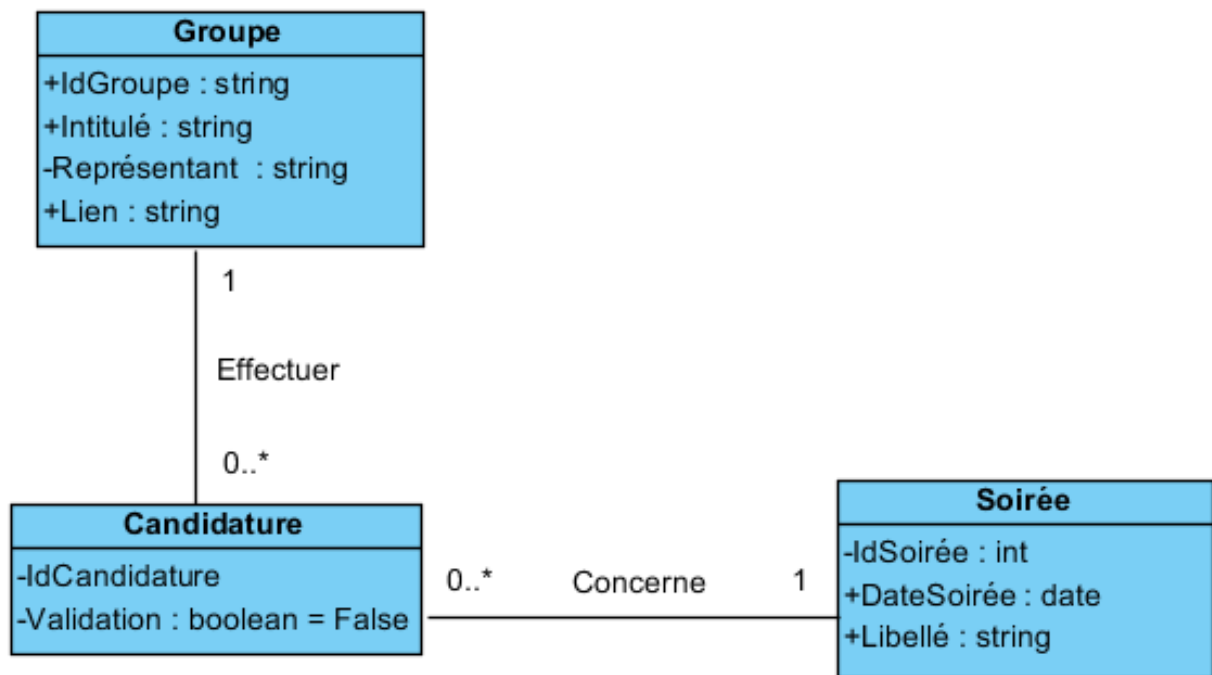 Groupe
+IdGroupe : string
+Intitulé : string
-Représentant : string
+Lien : string
1
Effectuer
0..*
Candidature
-IdCandidature
-Validation : boolean = False
0..* Concerne 1
Soirée
-IdSoirée : int
+DateSoirée : date
+Libellé : string